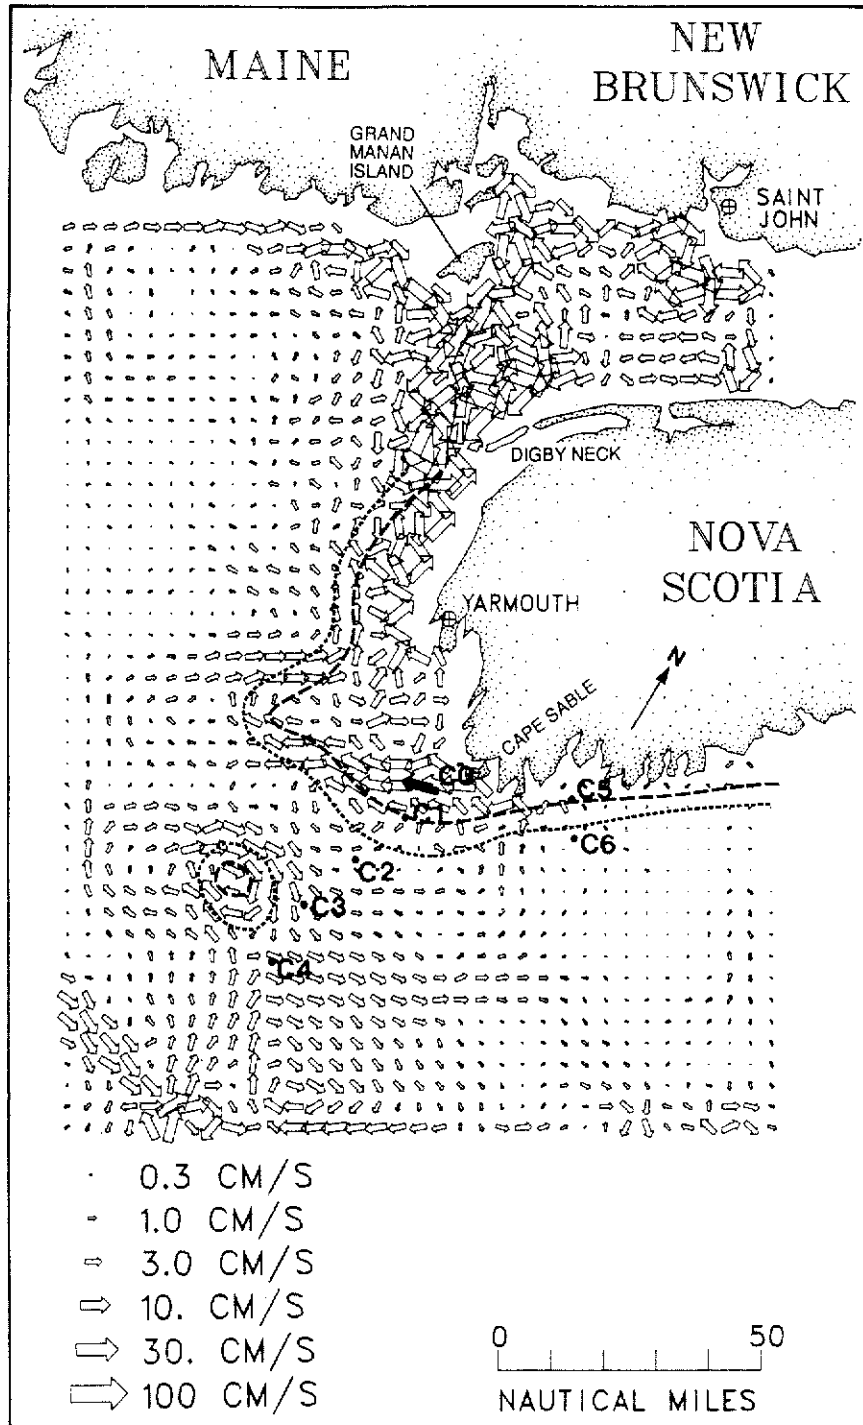 MAINE
NEW
BRUNSWICK
GRAND
MANAN
ISLAND
SAINT
JOHN
DIGBY NECK
NOVA
SCOTIA
YARMOUTH
N
CAPE SABLE
C5
C1
C6
C2
C3
C4
0.3 CM/S
1.0 CM/S
3.0 CM/S
10. CM/S
30. CM/S
100 CM/S
0 50
NAUTICAL MILES